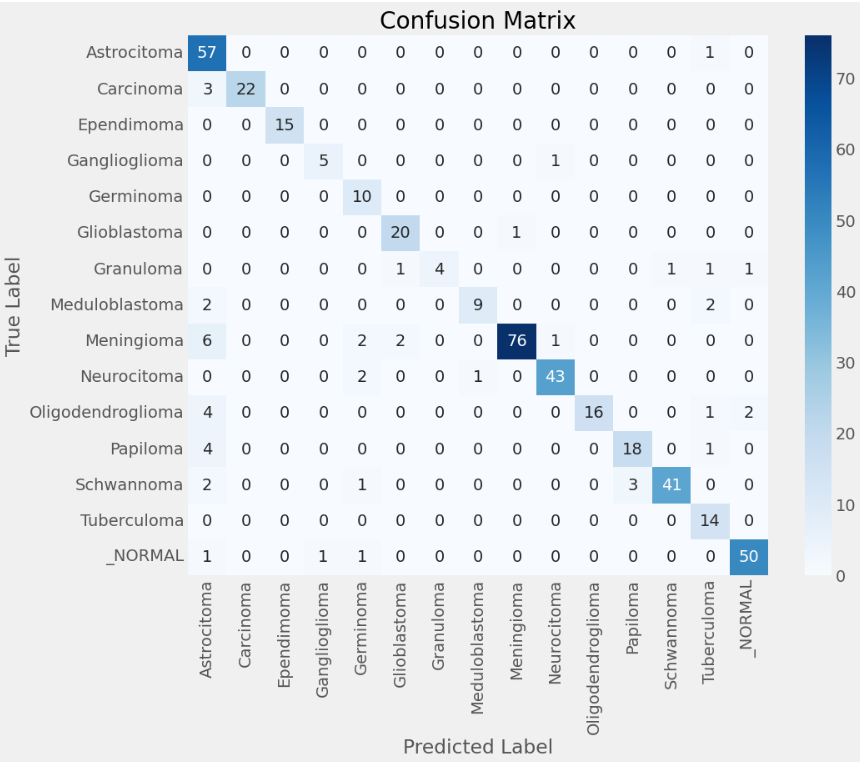 Confusion Matrix
Astrocitoma 57 0 0 0 0 0 0 0 0 0 0 0 0 1 0
Carcinoma 3 22 0 0 0 0 0 0 0 0 0 0 0 0 0
Ependimoma 0 0 15 0 0 0 0 0 0 0 0 0 0 0 0
Ganglioglioma 0 0 0 5 0 0 0 0 0 1 0 0 0 0 0
Germinoma 0 0 0 0 10 0 0 0 0 0 0 0 0 0 0
Glioblastoma 0 0 0 0 0 20 0 0 1 0 0 0 0 0 0
Granuloma 0 0 0 0 0 1 4 0 0 0 0 0 1 1 1
Meduloblastoma 2 0 0 0 0 0 0 9 0 0 0 0 0 2 0
Meningioma 6 0 0 0 2 2 0 0 76 1 0 0 0 0 0
Neurocitoma 0 0 0 0 2 0 0 1 0 43 0 0 0 0 0
Oligodendroglioma 4 0 0 0 0 0 0 0 0 0 16 0 0 1 2
Papiloma 4 0 0 0 0 0 0 0 0 0 0 18 0 1 0
Schwannoma 2 0 0 0 1 0 0 0 0 0 0 3 41 0 0
Tuberculoma 0 0 0 0 0 0 0 0 0 0 0 0 0 14 0
_NORMAL 1 0 0 1 1 0 0 0 0 0 0 0 0 0 50
True Label
Astrocitoma
Carcinoma
Ependimoma
Ganglioglioma
Germinoma
Glioblastoma
Granuloma
Meduloblastoma
Meningioma
Neurocitoma
Oligodendroglioma
Papiloma
Schwannoma
Tuberculoma
_NORMAL
Predicted Label
70
60
50
40
30
20
10
0